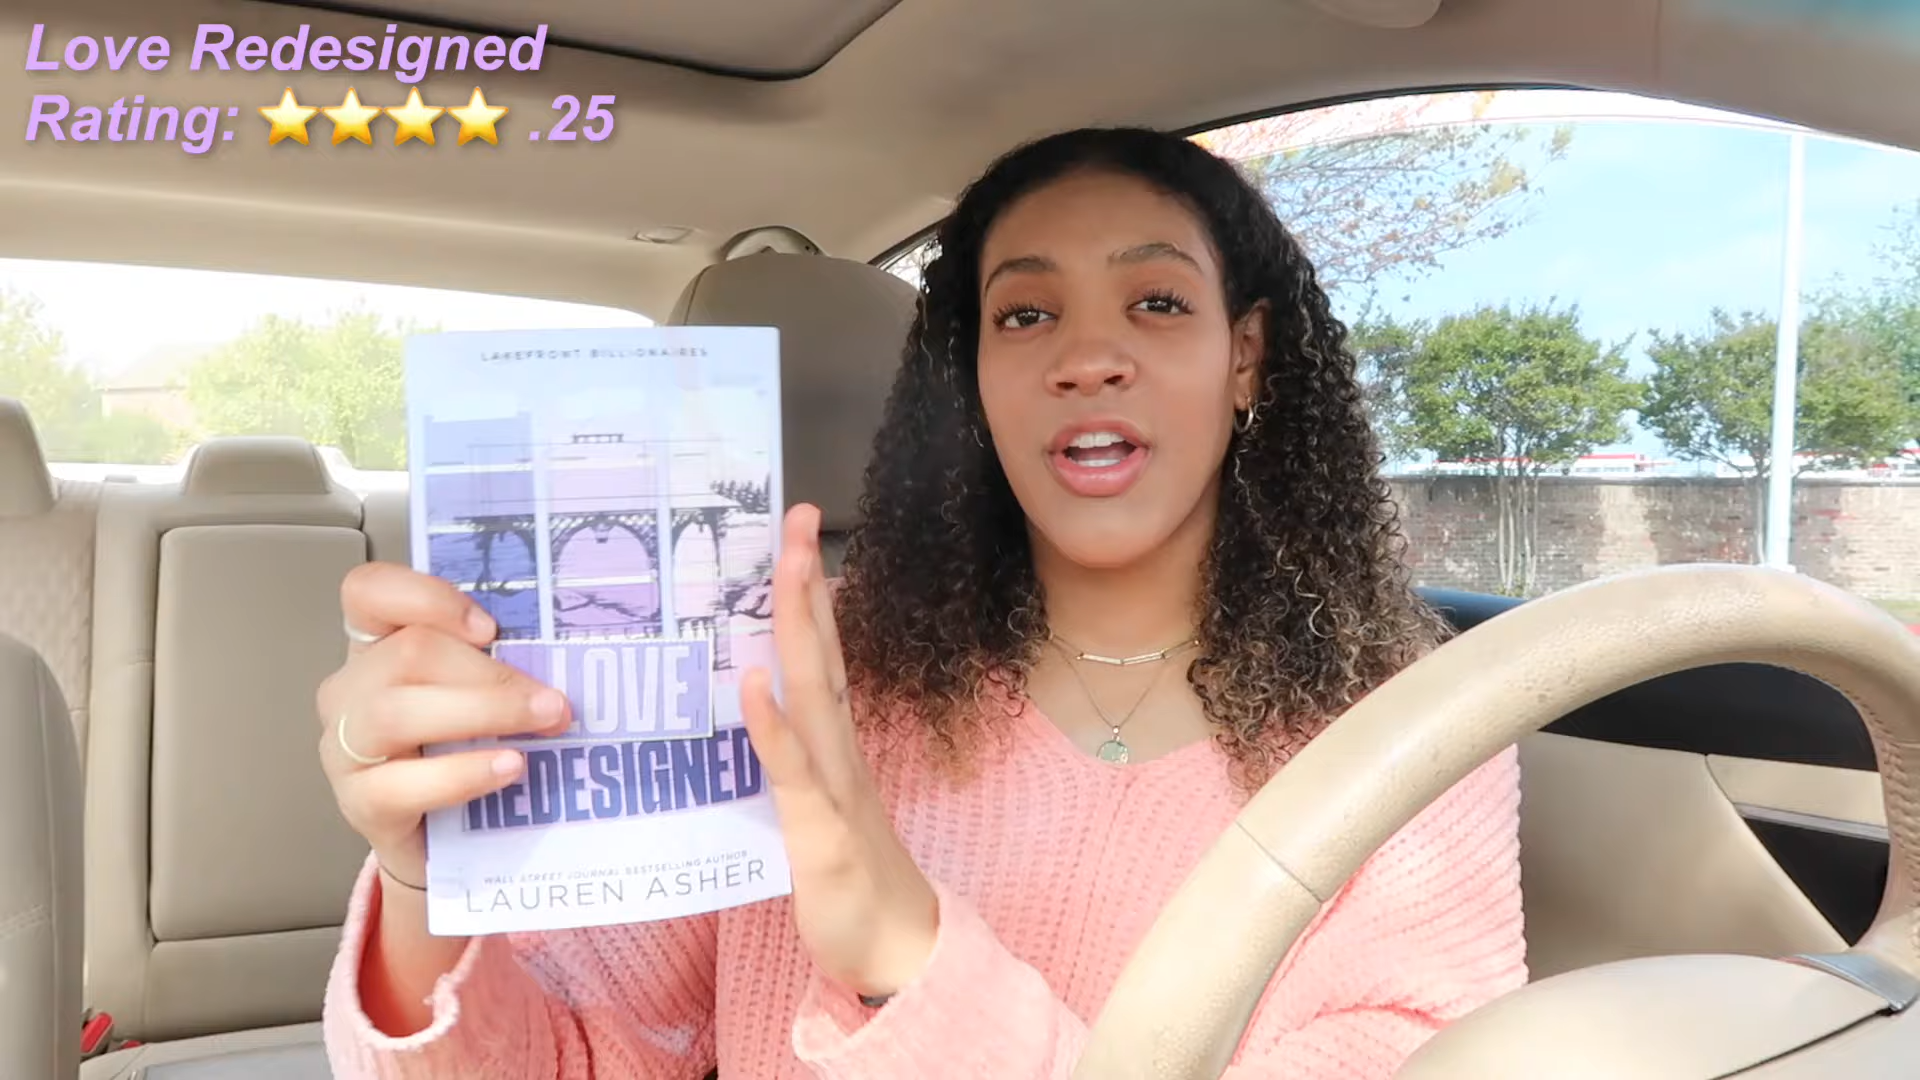 Love Redesigned
Rating: ⭐⭐⭐⭐ .25
LAKEFRONT BILLIONAIRES
LOVE
REDESIGNED
WALL STREET JOURNAL BESTSELLING AUTHOR
LAUREN ASHER